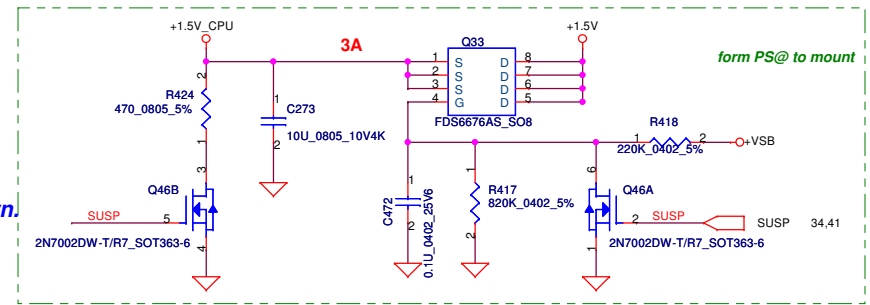 +1.5V_CPU
+1.5V
3A
Q33
form PS@ to mount
1 S D 8
2 S D 7
3 S D 6
4 G D 5
FDS6676AS_SO8
2
R424
470_0805_5%
1
1
C273
10U_0805_10V4K
2
R418
1 2
220K_0402_5%
+VSB
3
Q46B
SUSP
5
4
2N7002DW-T/R7_SOT363-6
1
C472
2
0.1U_0402_25V6
1
R417
820K_0402_5%
2
6
Q46A
2
SUSP
1
2N7002DW-T/R7_SOT363-6
SUSP 34,41
n.